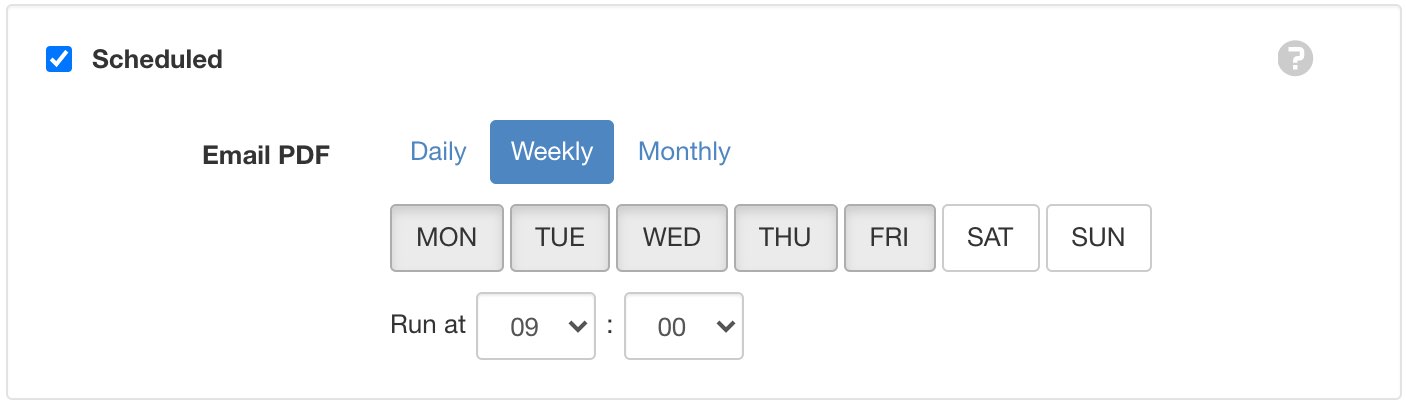 Scheduled
?
Email PDF Daily Weekly Monthly
MON TUE WED THU FRI SAT SUN
Run at 09 : 00